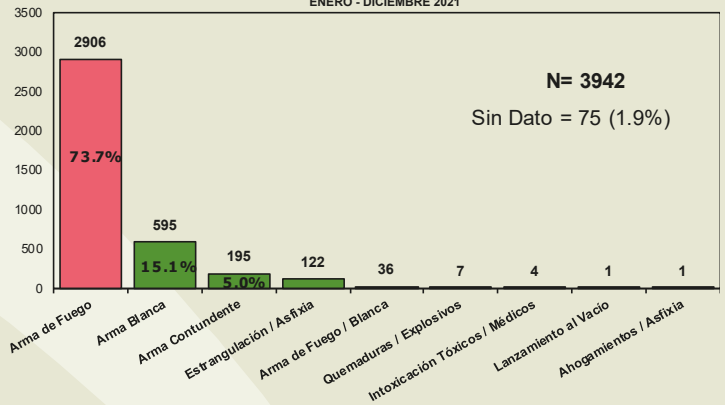 ENERO - DICIEMBRE 2021
3500
3000
2500
2000
1500
1000
500
0
2906
73.7%
595
15.1%
195
5.0%
122
36
7
4
1
1
N= 3942
Sin Dato = 75 (1.9%)
Arma de Fuego
Arma Blanca
Arma Contundente
Estrangulación / Asfixia
Arma de Fuego / Blanca
Quemaduras / Explosivos
Intoxicación Tóxicos / Médicos
Lanzamiento al Vacío
Ahogamientos / Asfixia